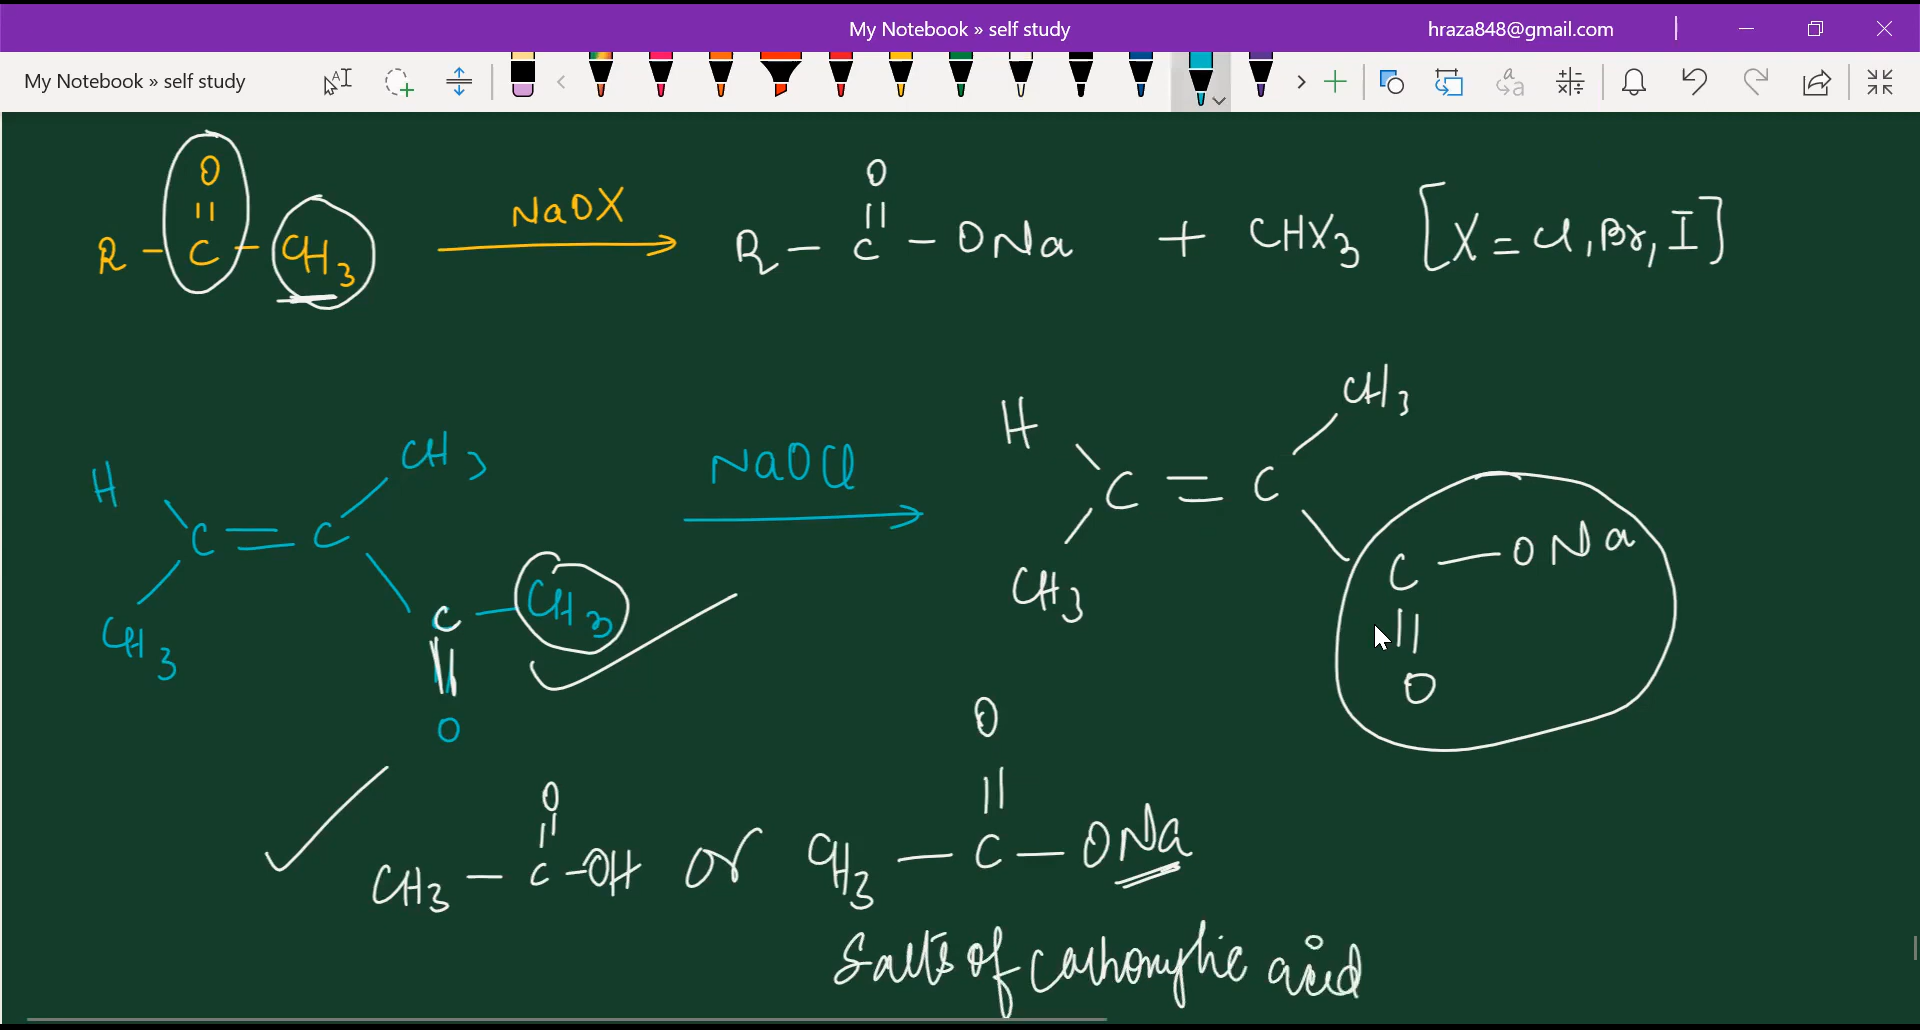 My Notebook » self study
hraza848@gmail.com
My Notebook » self study
O
||
R - C - CH3
NaOX
O
||
R - C - ONa + CHX3 [X = Cl, Br, I]
H
CH3
C = C
CH3
C - CH3
||
O
NaOCl
H
CH3
C = C
CH3
C - ONa
||
O
O
||
CH3 - C - OH or
O
||
CH3 - C - ONa
Salts of carboxylic acid